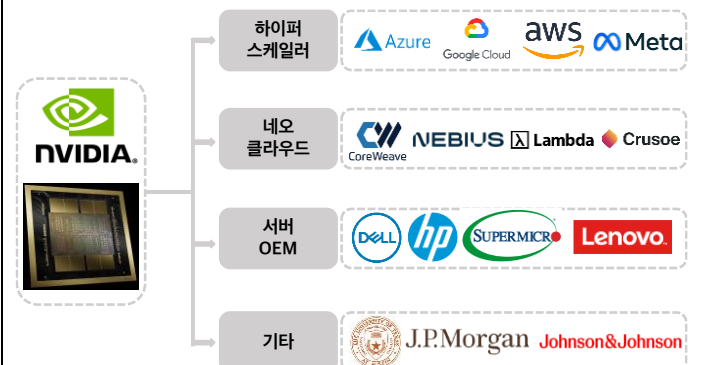 하이퍼
스케일러
Azure
Google Cloud
aws
Meta
NVIDIA.
네오
클라우드
CoreWeave
NEBIUS
Lambda
Crusoe
서버
OEM
DELL
hp
SUPERMICRO
Lenovo.
기타
J.P.Morgan
Johnson&Johnson